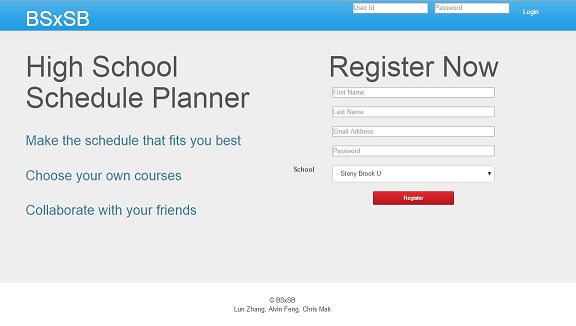 BSxSB
User Id
Password
Login
High School
Schedule Planner
Make the schedule that fits you best
Choose your own courses
Collaborate with your friends
Register Now
First Name
Last Name
Email Address
Password
School
Stony Brook U
Register
© BSxSB
Lun Zhang, Alvin Feng, Chris Mak